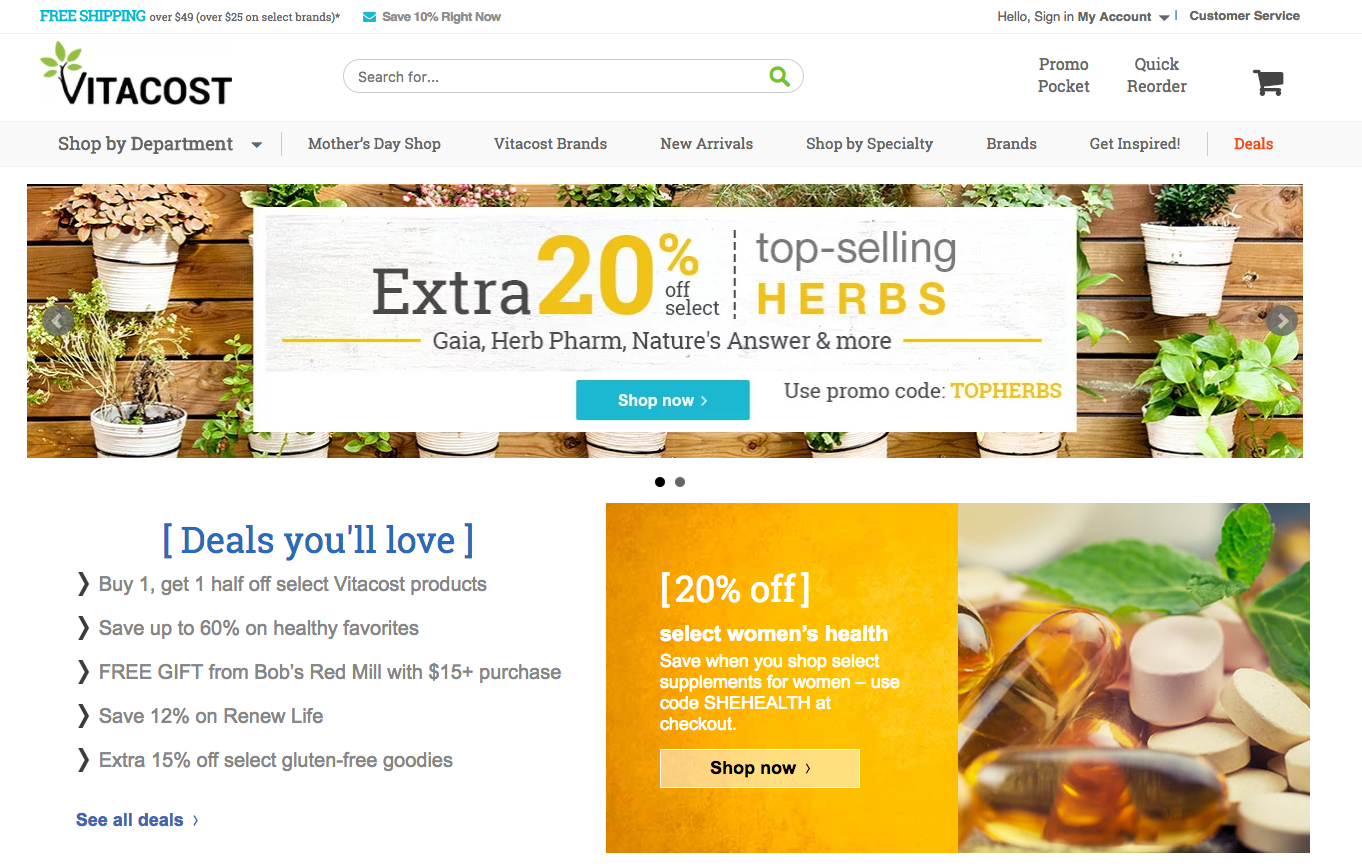 FREE SHIPPING over $49 (over $25 on select brands)*
Save 10% Right Now
Hello, Sign in My Account
Customer Service
VITACOST
Search for...
Promo
Pocket
Quick
Reorder
Shop by Department
Mother’s Day Shop
Vitacost Brands
New Arrivals
Shop by Specialty
Brands
Get Inspired!
Deals
Extra 20% off select
top-selling
HERBS
Gaia, Herb Pharm, Nature's Answer & more
Shop now ›
Use promo code: TOPHERBS
[ Deals you'll love ]
❯ Buy 1, get 1 half off select Vitacost products
❯ Save up to 60% on healthy favorites
❯ FREE GIFT from Bob’s Red Mill with $15+ purchase
❯ Save 12% on Renew Life
❯ Extra 15% off select gluten-free goodies
See all deals ›
[20% off]
select women’s health
Save when you shop select
supplements for women – use
code SHEHEALTH at
checkout.
Shop now ›